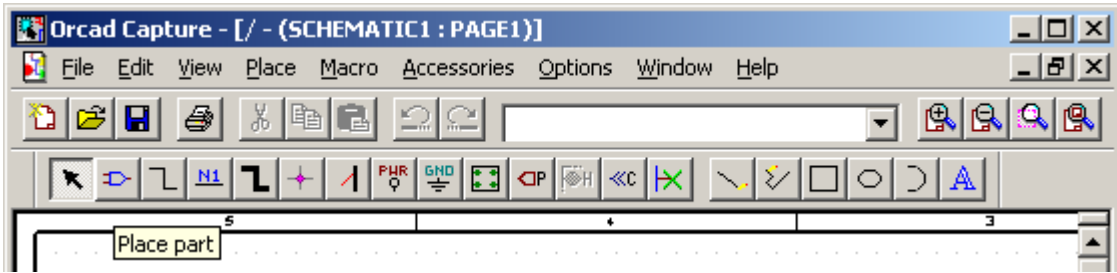 Orcad Capture - [/ - (SCHEMATIC1 : PAGE1)]
File Edit View Place Macro Accessories Options Window Help
N1 PWR GND P H C A
5 4 3
Place part